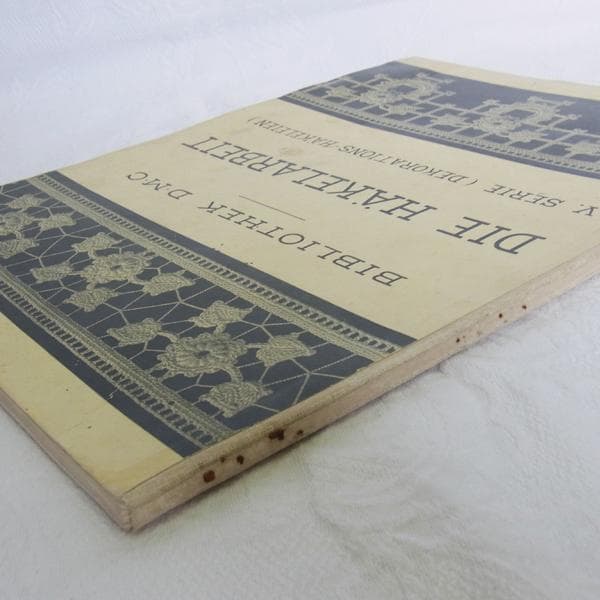 BIBLIOTHEK DMC
DIE HÄKELARBEIT
V. SERIE (DEKORATIONS-HÄKELEIEN)